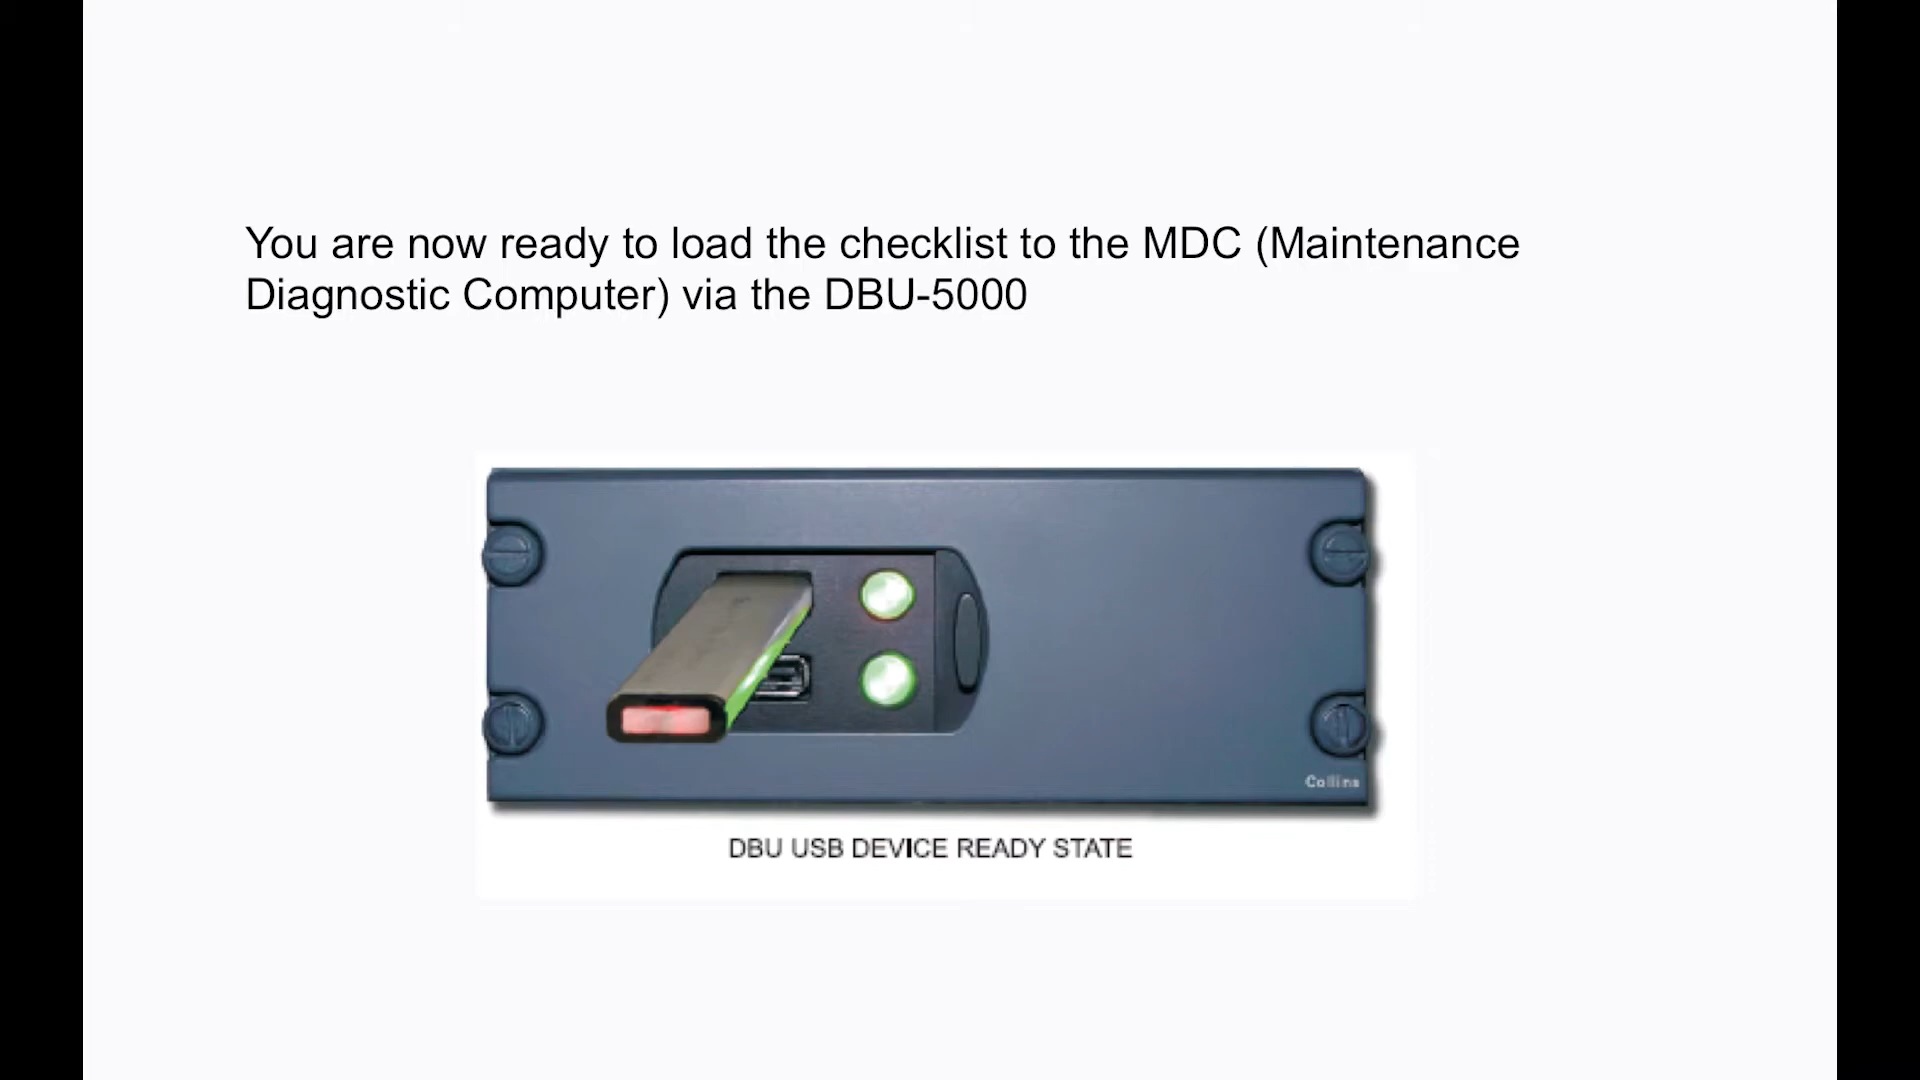 You are now ready to load the checklist to the MDC (Maintenance
Diagnostic Computer) via the DBU-5000
Collins
DBU USB DEVICE READY STATE